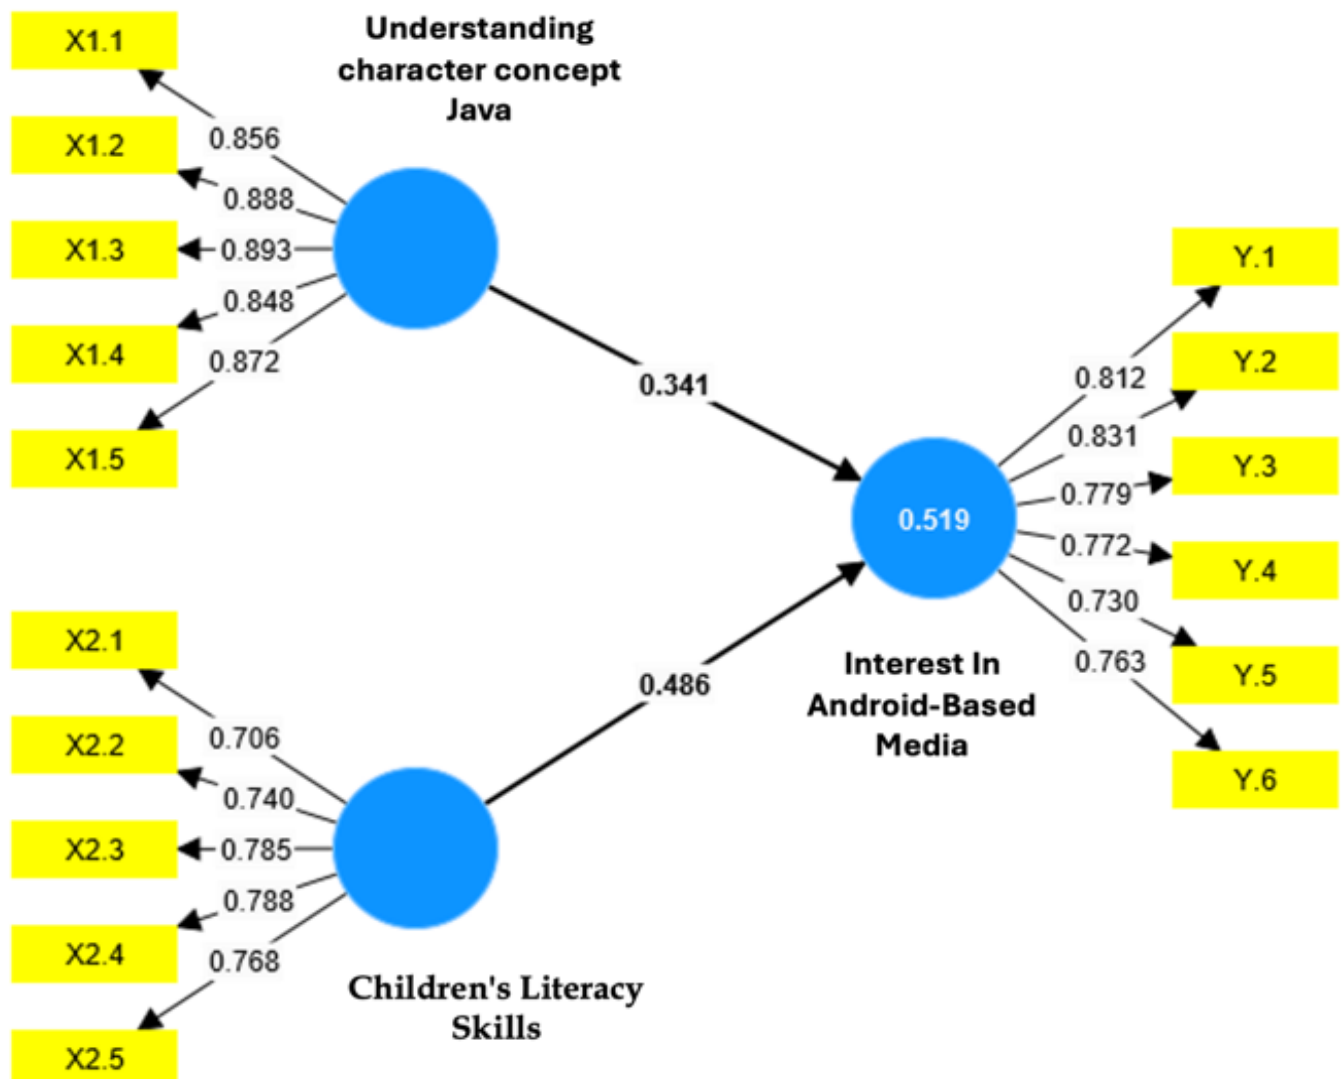 X1.1
X1.2
X1.3
X1.4
X1.5
0.856
0.888
0.893
0.848
0.872
Understanding
character concept
Java
0.341
X2.1
X2.2
X2.3
X2.4
X2.5
0.706
0.740
0.785
0.788
0.768
Children's Literacy
Skills
0.486
0.519
Interest In
Android-Based
Media
0.812
0.831
0.779
0.772
0.730
0.763
Y.1
Y.2
Y.3
Y.4
Y.5
Y.6